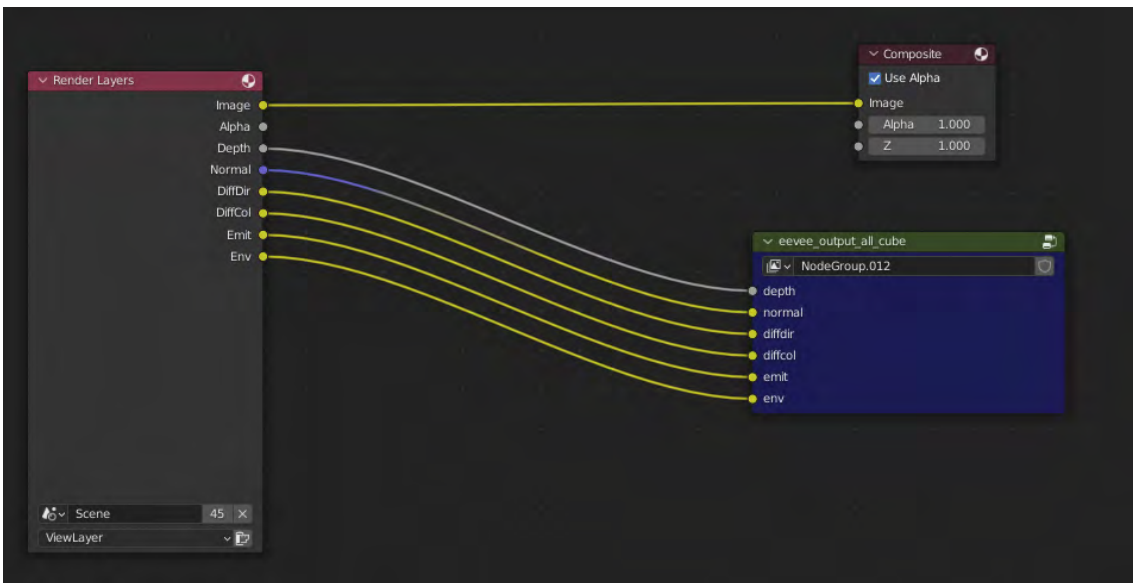 Render Layers
Image
Alpha
Depth
Normal
DiffDir
DiffCol
Emit
Env
Scene 45
ViewLayer
Composite
Use Alpha
Image
Alpha 1.000
Z 1.000
eevee_output_all_cube
NodeGroup.012
depth
normal
diffdir
diffcol
emit
env